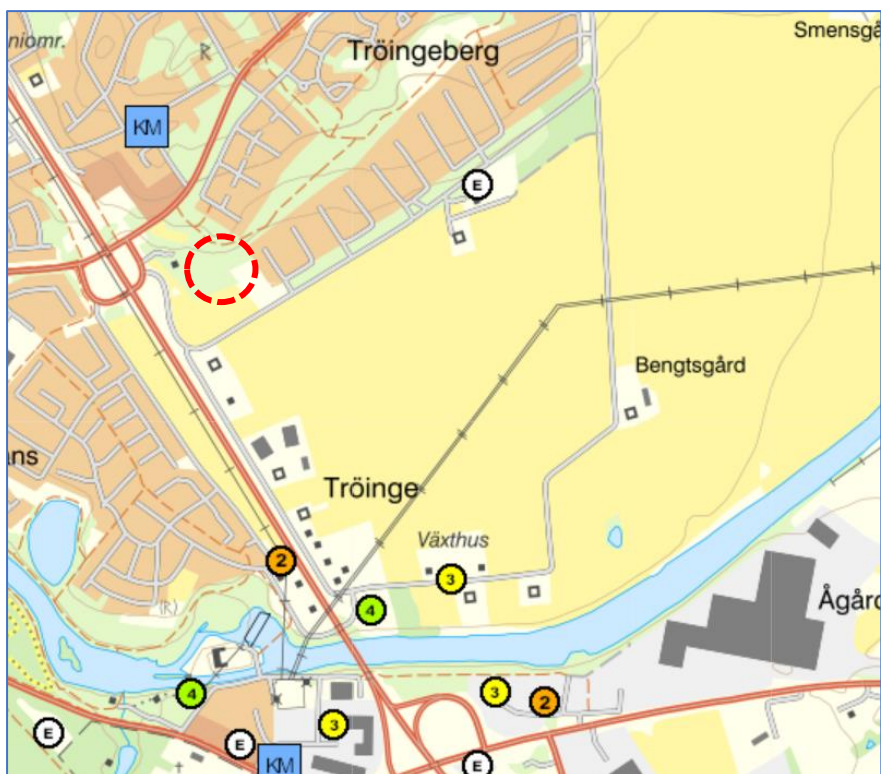 niomr.
R
Tröingeberg
Smensgå
KM
E
Bengtsgård
ans
Tröinge
Växthus
2
3
4
(R)
Ågård
4
3
3
2
E
E
KM
E